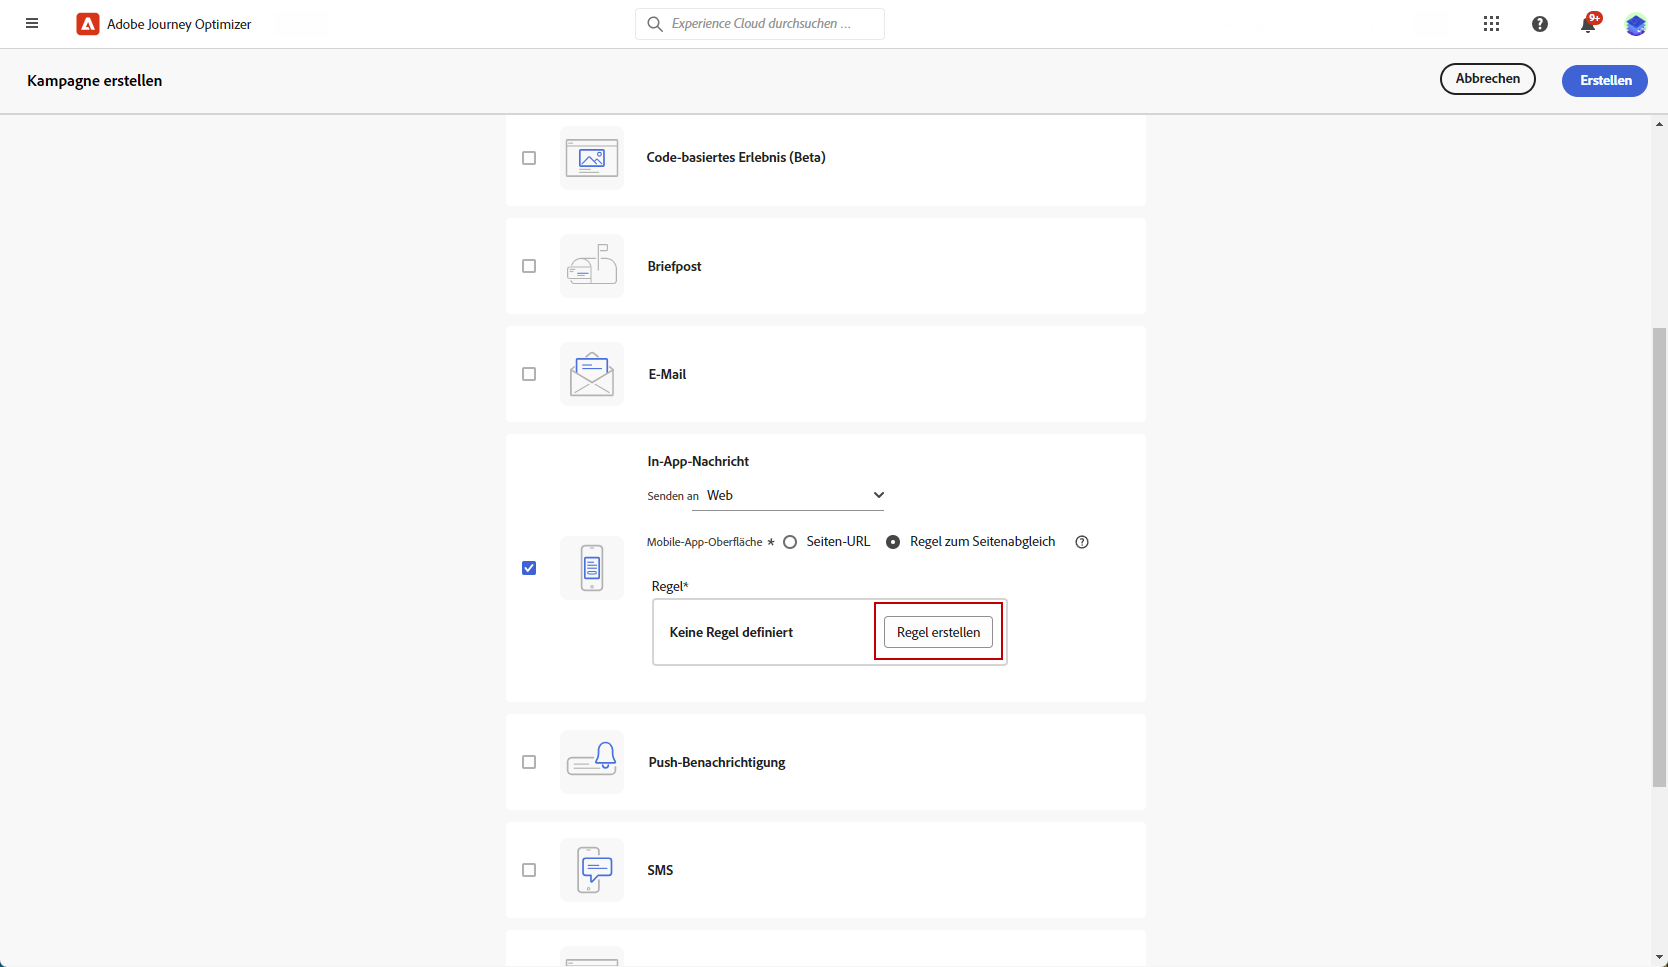 Adobe Journey Optimizer
Experience Cloud durchsuchen ...
9+
Kampagne erstellen
Abbrechen
Erstellen
Code-basiertes Erlebnis (Beta)
Briefpost
E-Mail
In-App-Nachricht
Senden an Web
Mobile-App-Oberfläche * Seiten-URL Regel zum Seitenabgleich
Regel*
Keine Regel definiert Regel erstellen
Push-Benachrichtigung
SMS